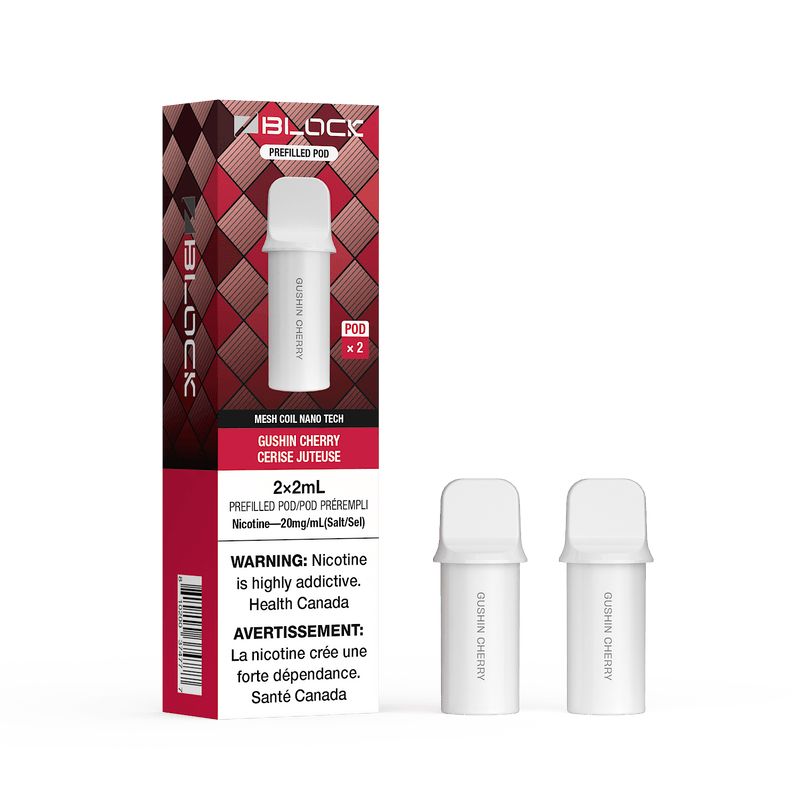 BLOCK
PREFILLED POD
GUSHIN CHERRY
POD
× 2
MESH COIL NANO TECH
GUSHIN CHERRY
CERISE JUTEUSE
2×2mL
PREFILLED POD/POD PRÉREMPLI
Nicotine—20mg/mL(Salt/Sel)
WARNING: Nicotine
is highly addictive.
Health Canada
AVERTISSEMENT:
La nicotine crée une
forte dépendance.
Santé Canada
BLOCK
GUSHIN CHERRY
GUSHIN CHERRY